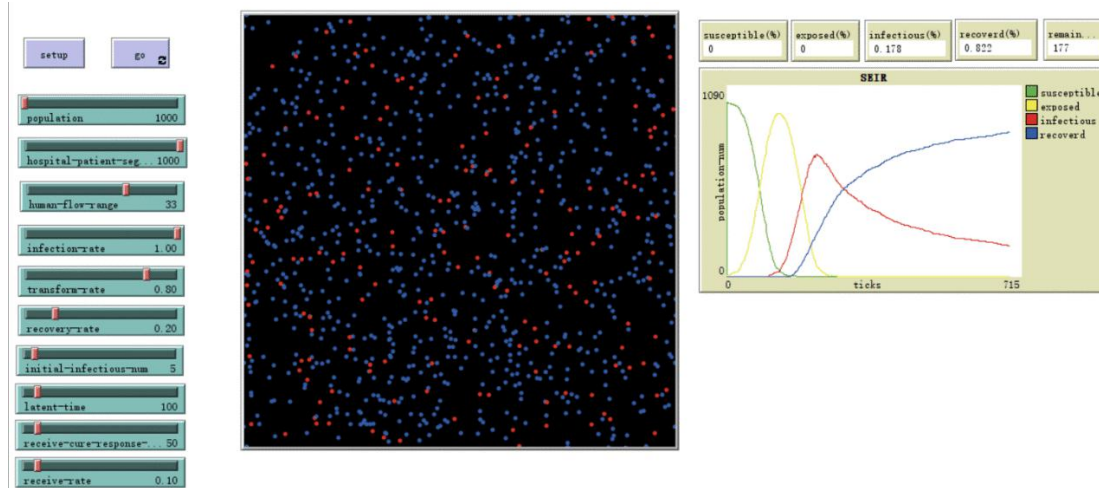 setup
go
population 1000
hospital-patient-seg... 1000
human-flow-range 33
infection-rate 1.00
transform-rate 0.80
recovery-rate 0.20
initial-infectious-num 5
latent-time 100
receive-cure-response-... 50
receive-rate 0.10
susceptible(%)
0
exposed(%)
0
infectious(%)
0.178
recoverd(%)
0.822
remain...
177
SEIR
1090
population-num
0
0
ticks
715
susceptible
exposed
infectious
recoverd